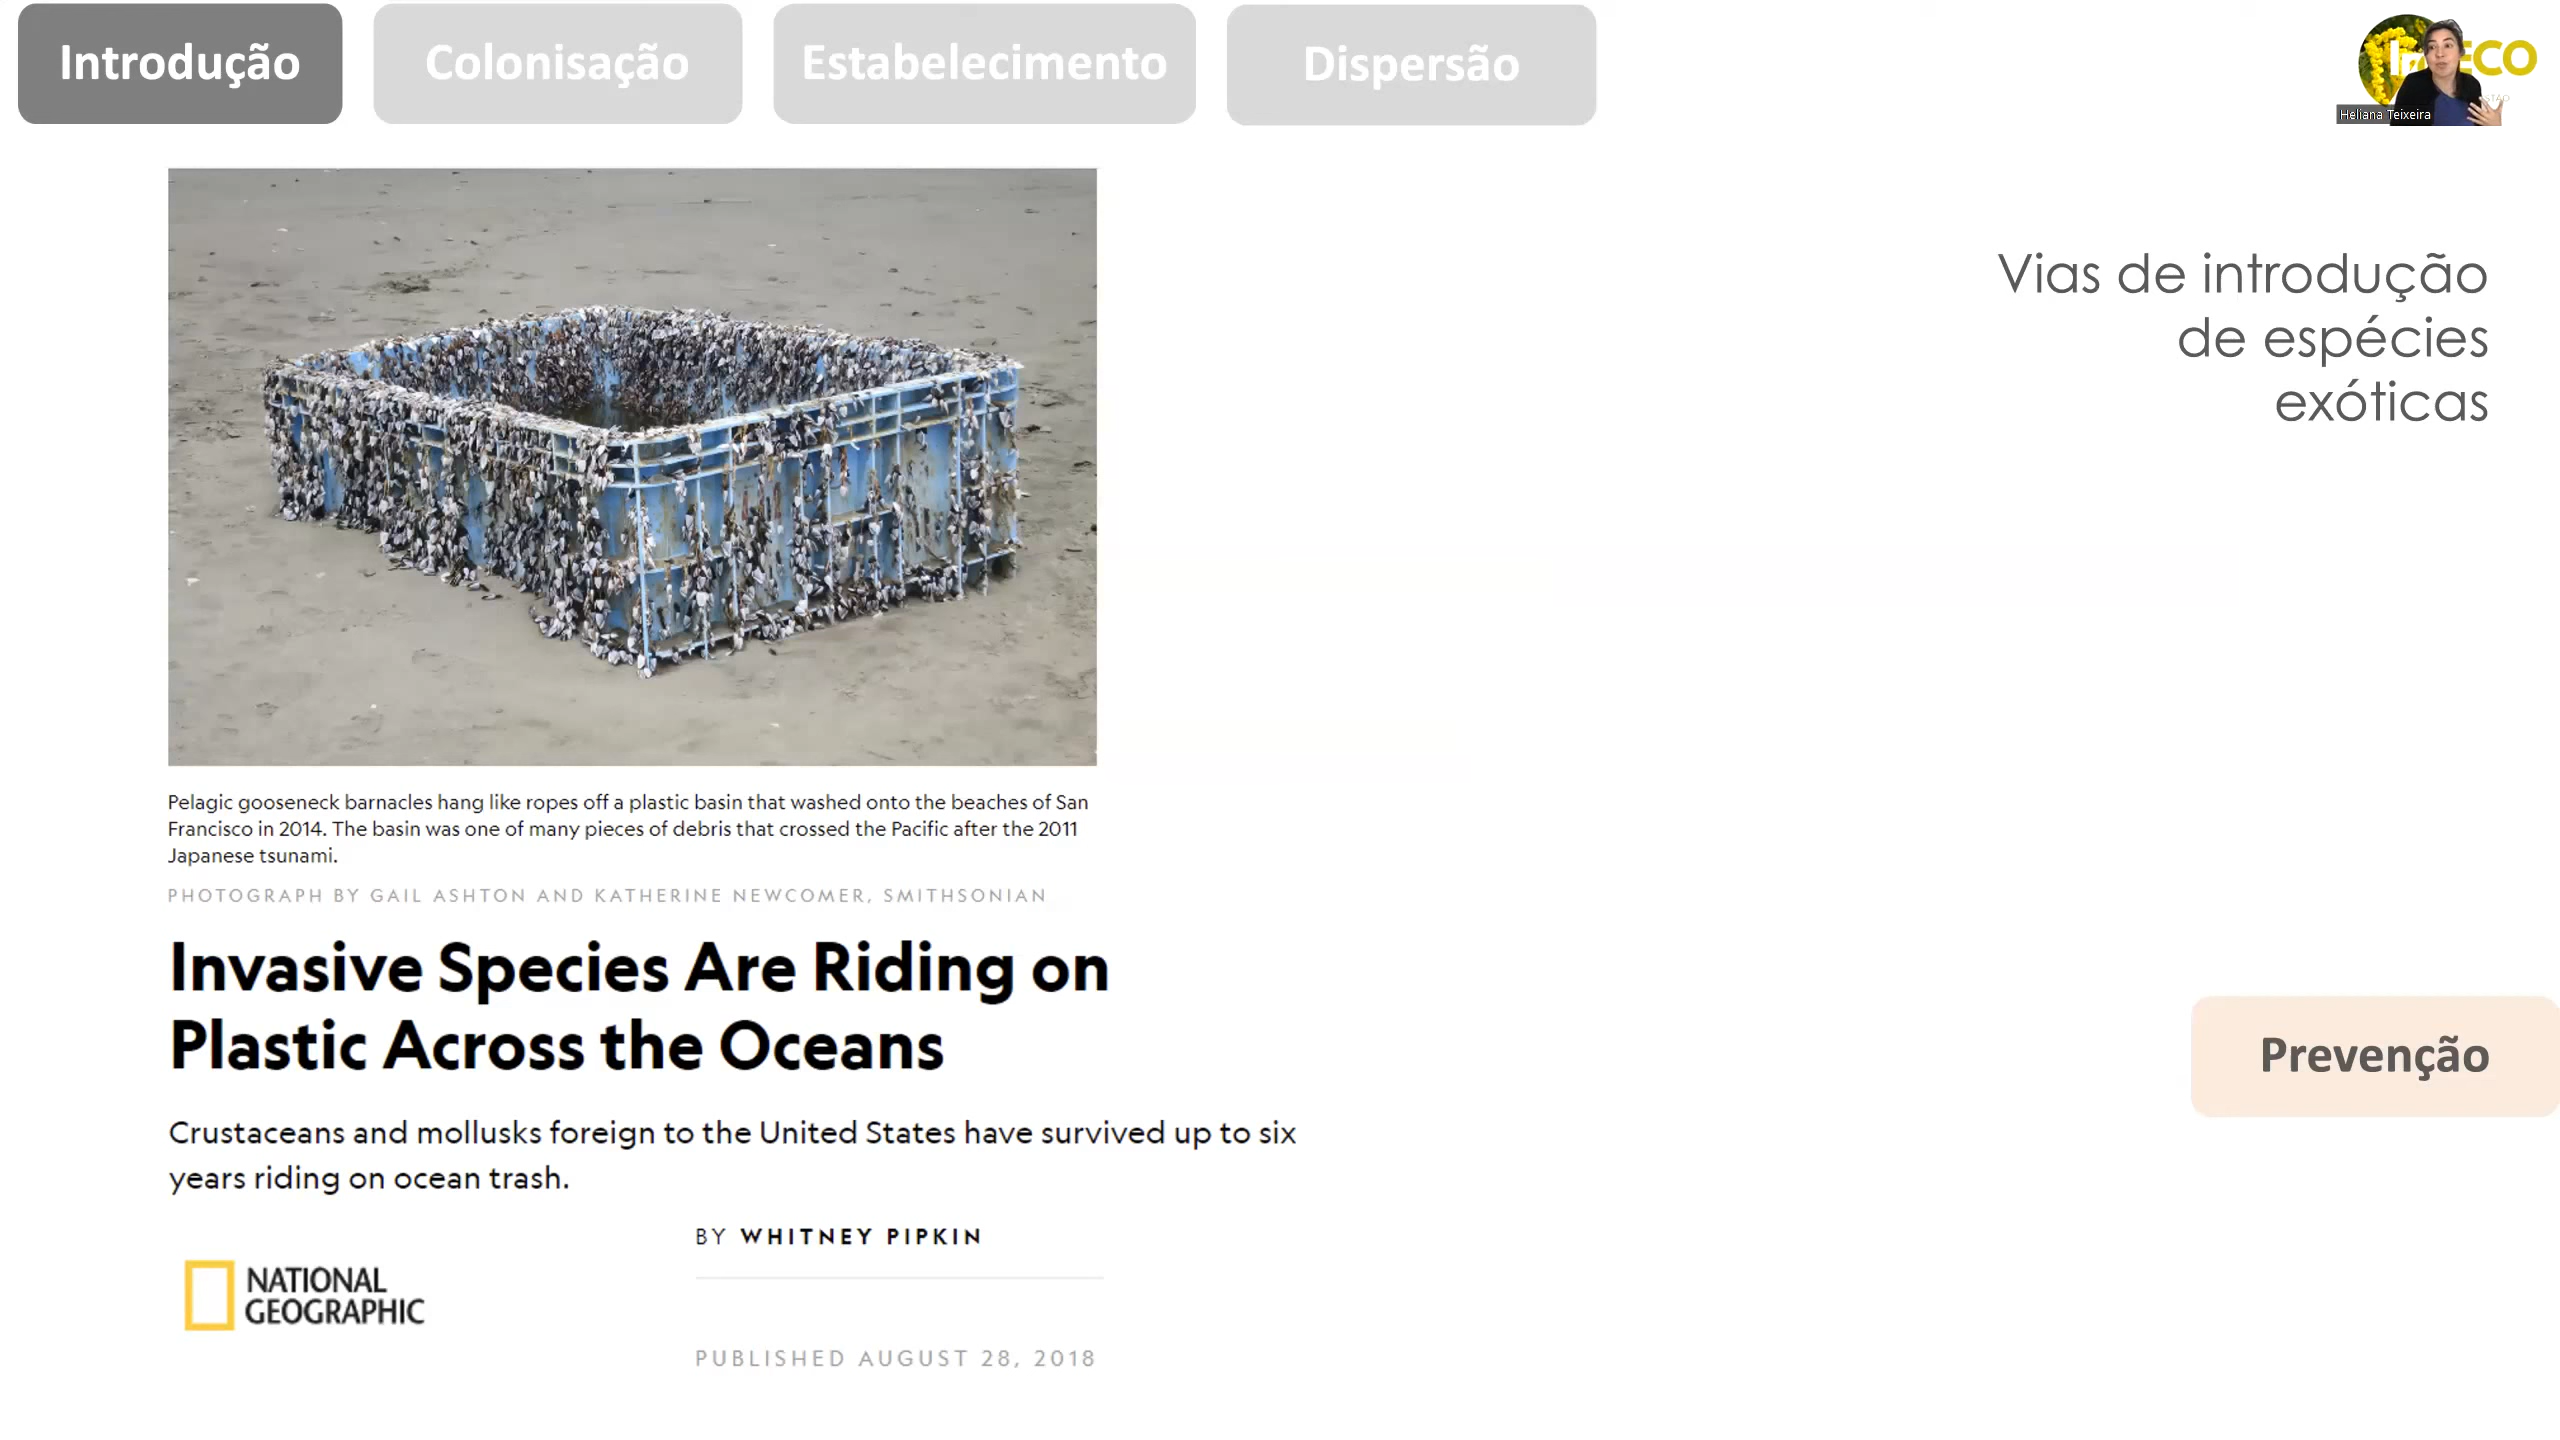 Introdução
Colonisação
Estabelecimento
Dispersão
ECO
Heliana Teixeira
Vias de introdução
de espécies
exóticas
Pelagic gooseneck barnacles hang like ropes off a plastic basin that washed onto the beaches of San
Francisco in 2014. The basin was one of many pieces of debris that crossed the Pacific after the 2011
Japanese tsunami.
PHOTOGRAPH BY GAIL ASHTON AND KATHERINE NEWCOMER, SMITHSONIAN
Invasive Species Are Riding on
Plastic Across the Oceans
Prevenção
Crustaceans and mollusks foreign to the United States have survived up to six
years riding on ocean trash.
BY WHITNEY PIPKIN
NATIONAL
GEOGRAPHIC
PUBLISHED AUGUST 28, 2018